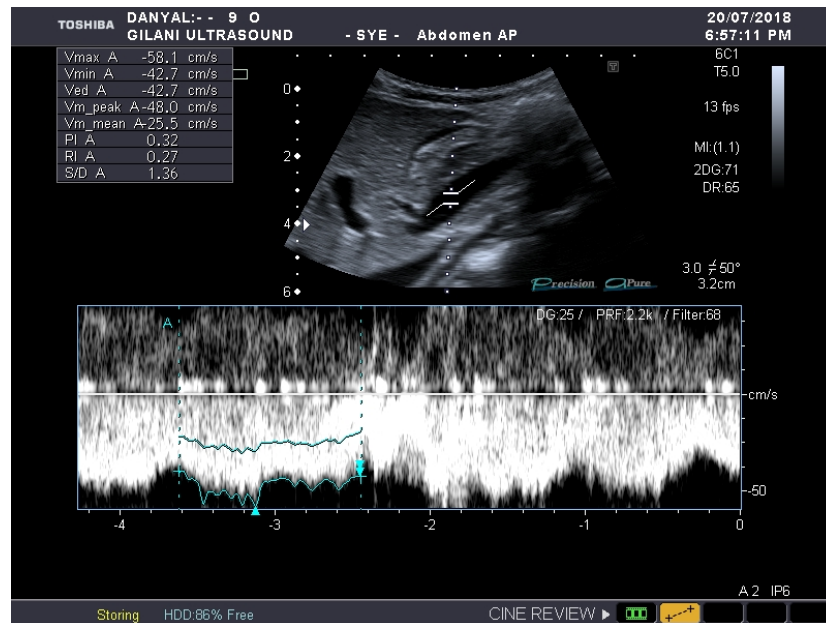 TOSHIBA DANYAL:- - 9 O 20/07/2018
GILANI ULTRASOUND - SYE - Abdomen AP 6:57:11 PM
Vmax A -58.1 cm/s
Vmin A -42.7 cm/s
Ved A -42.7 cm/s
Vm_peak A-48.0 cm/s
Vm_mean A-25.5 cm/s
PI A 0.32
RI A 0.27
S/D A 1.36
6C1
T5.0
13 fps
MI:(1.1)
2DG:71
DR:65
0
2
4
6
3.0 ≠50°
3.2cm
Precision APure
A
DG:25 / PRF:2.2k / Filter:68
cm/s
-50
-4 -3 -2 -1 0
A 2 IP6
Storing HDD:86% Free CINE REVIEW